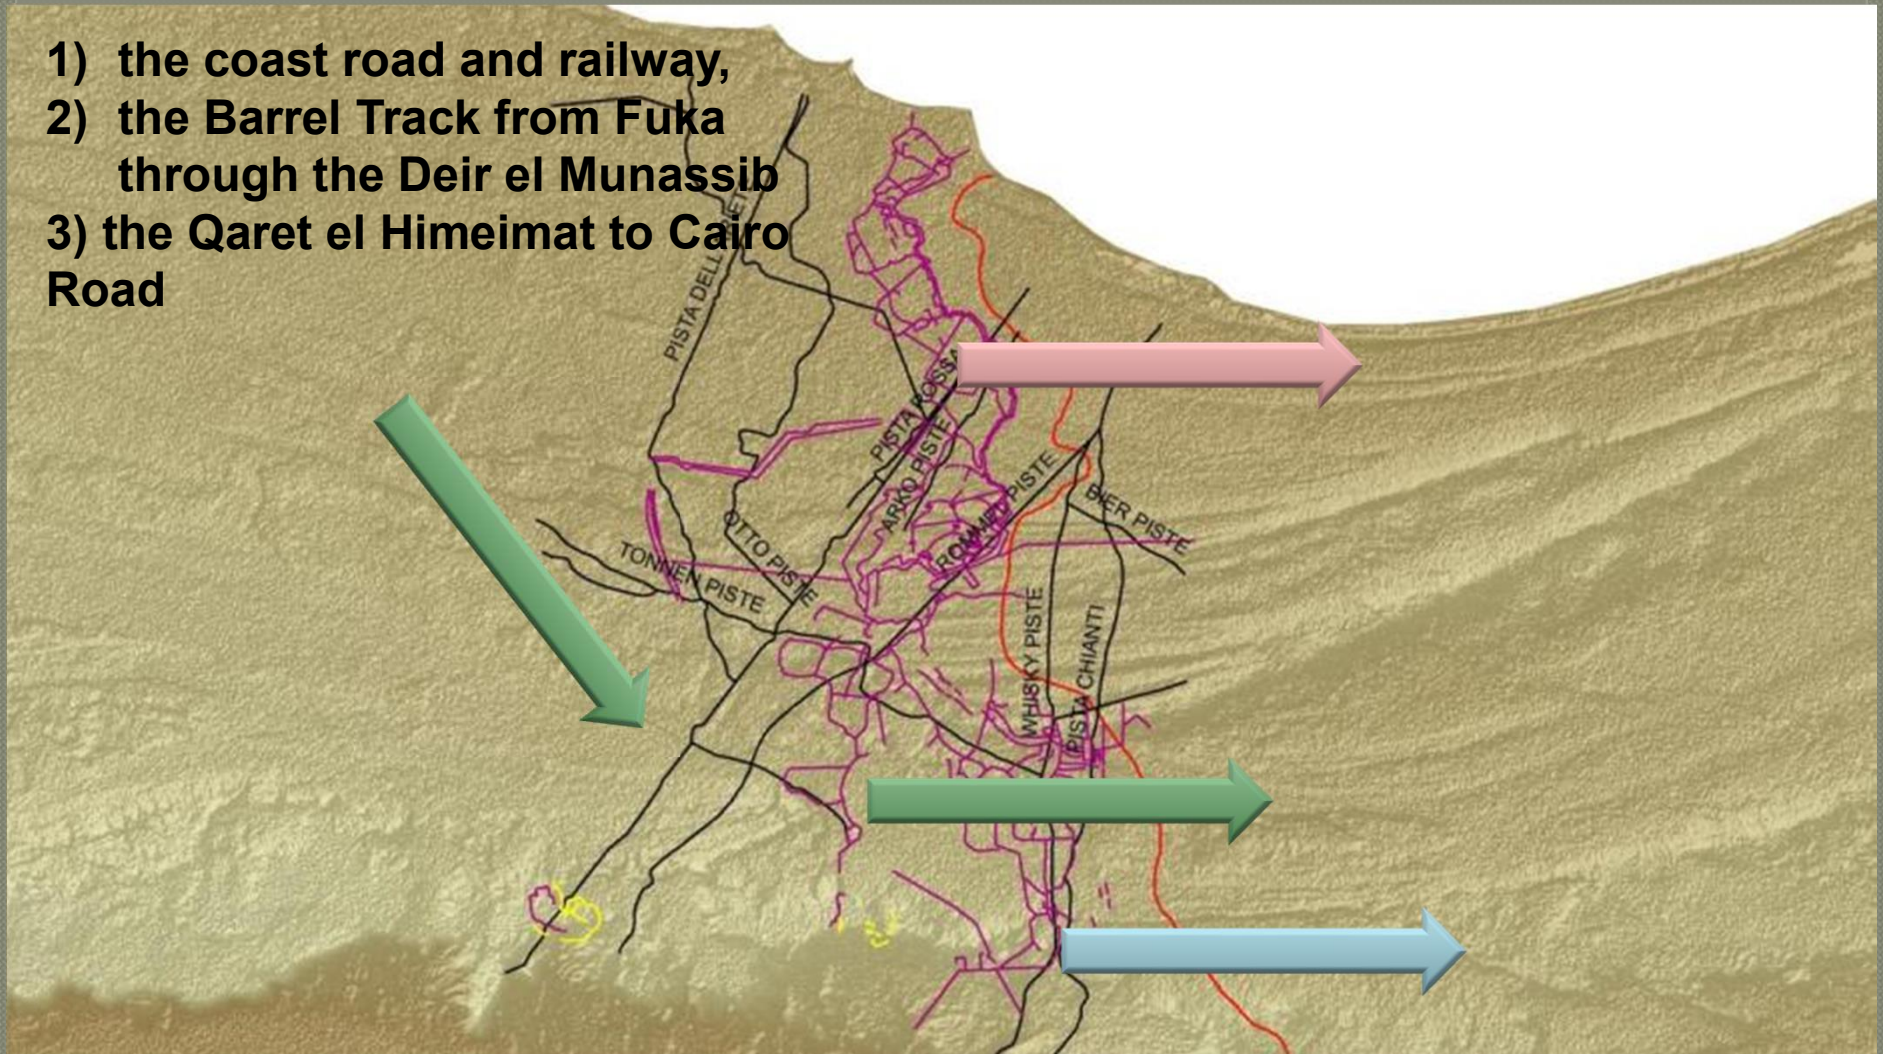 1) the coast road and railway,
2) the Barrel Track from Fuka
through the Deir el Munassib
3) the Qaret el Himeimat to Cairo
Road
PISTA ROSSA
ARKO PISTE
ROMMEL PISTE
BIER PISTE
OTTO PISTE
TONNEN PISTE
WHISKY PISTE
PISTA CHIANTI
PISTA